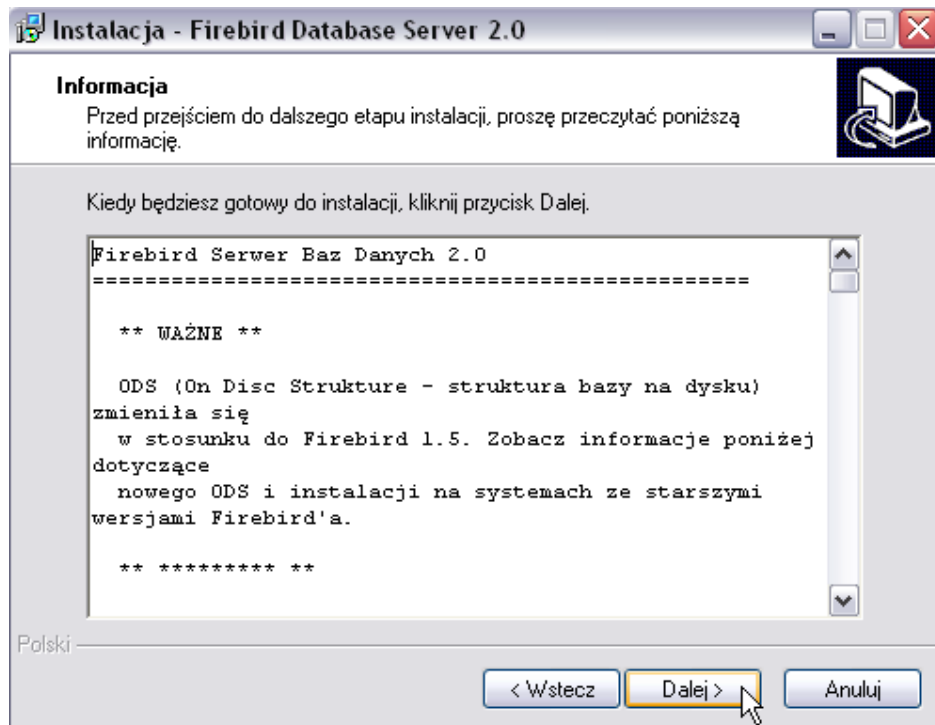 Instalacja - Firebird Database Server 2.0
Informacja
Przed przejściem do dalszego etapu instalacji, proszę przeczytać poniższą
informację.
Kiedy będziesz gotowy do instalacji, kliknij przycisk Dalej.
Firebird Serwer Baz Danych 2.0
==================================================
** WAŻNE **
ODS (On Disc Strukture - struktura bazy na dysku)
zmieniła się
w stosunku do Firebird 1.5. Zobacz informacje poniżej
dotyczące
nowego ODS i instalacji na systemach ze starszymi
wersjami Firebird'a.
** ********* **
Polski
< Wstecz
Dalej >
Anuluj